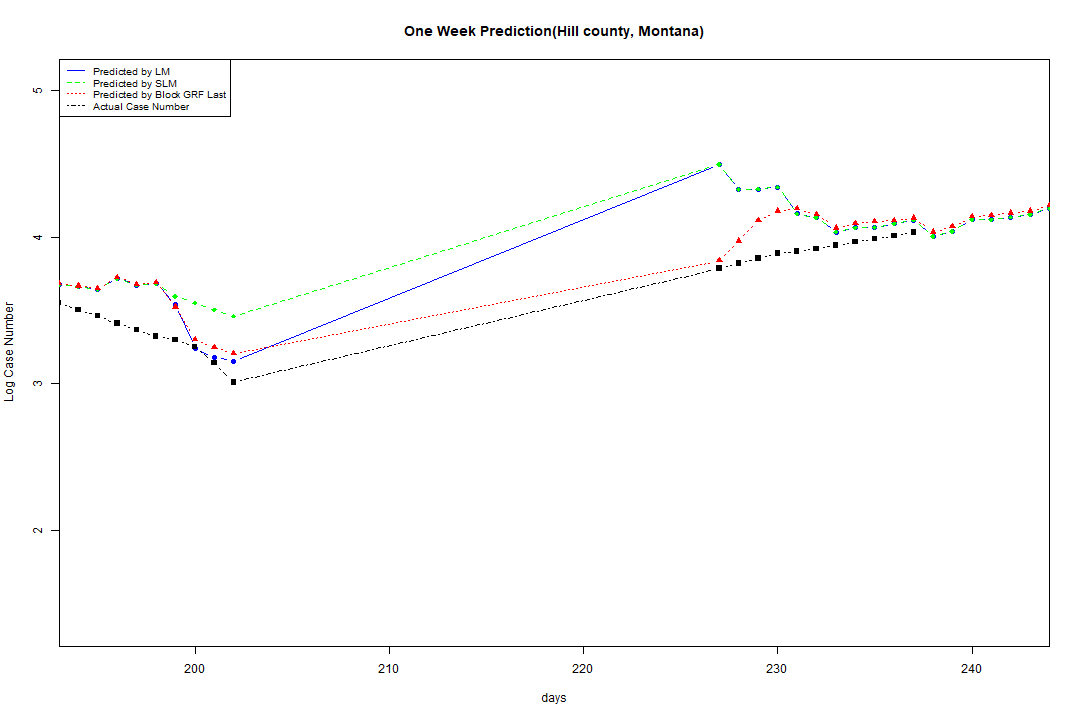 One Week Prediction(Hill county, Montana)
Predicted by LM
Predicted by SLM
Predicted by Block GRF Last
Actual Case Number
5
4
3
2
Log Case Number
200 210 220 230 240
days